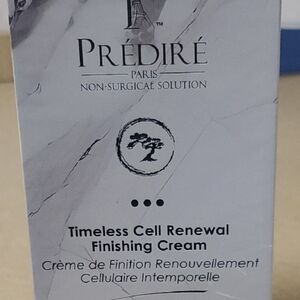 PRÉDIRÉ
PARIS
NON-SURGICAL SOLUTION
Timeless Cell Renewal
Finishing Cream
Crème de Finition Renouvellement
Cellulaire Intemporelle